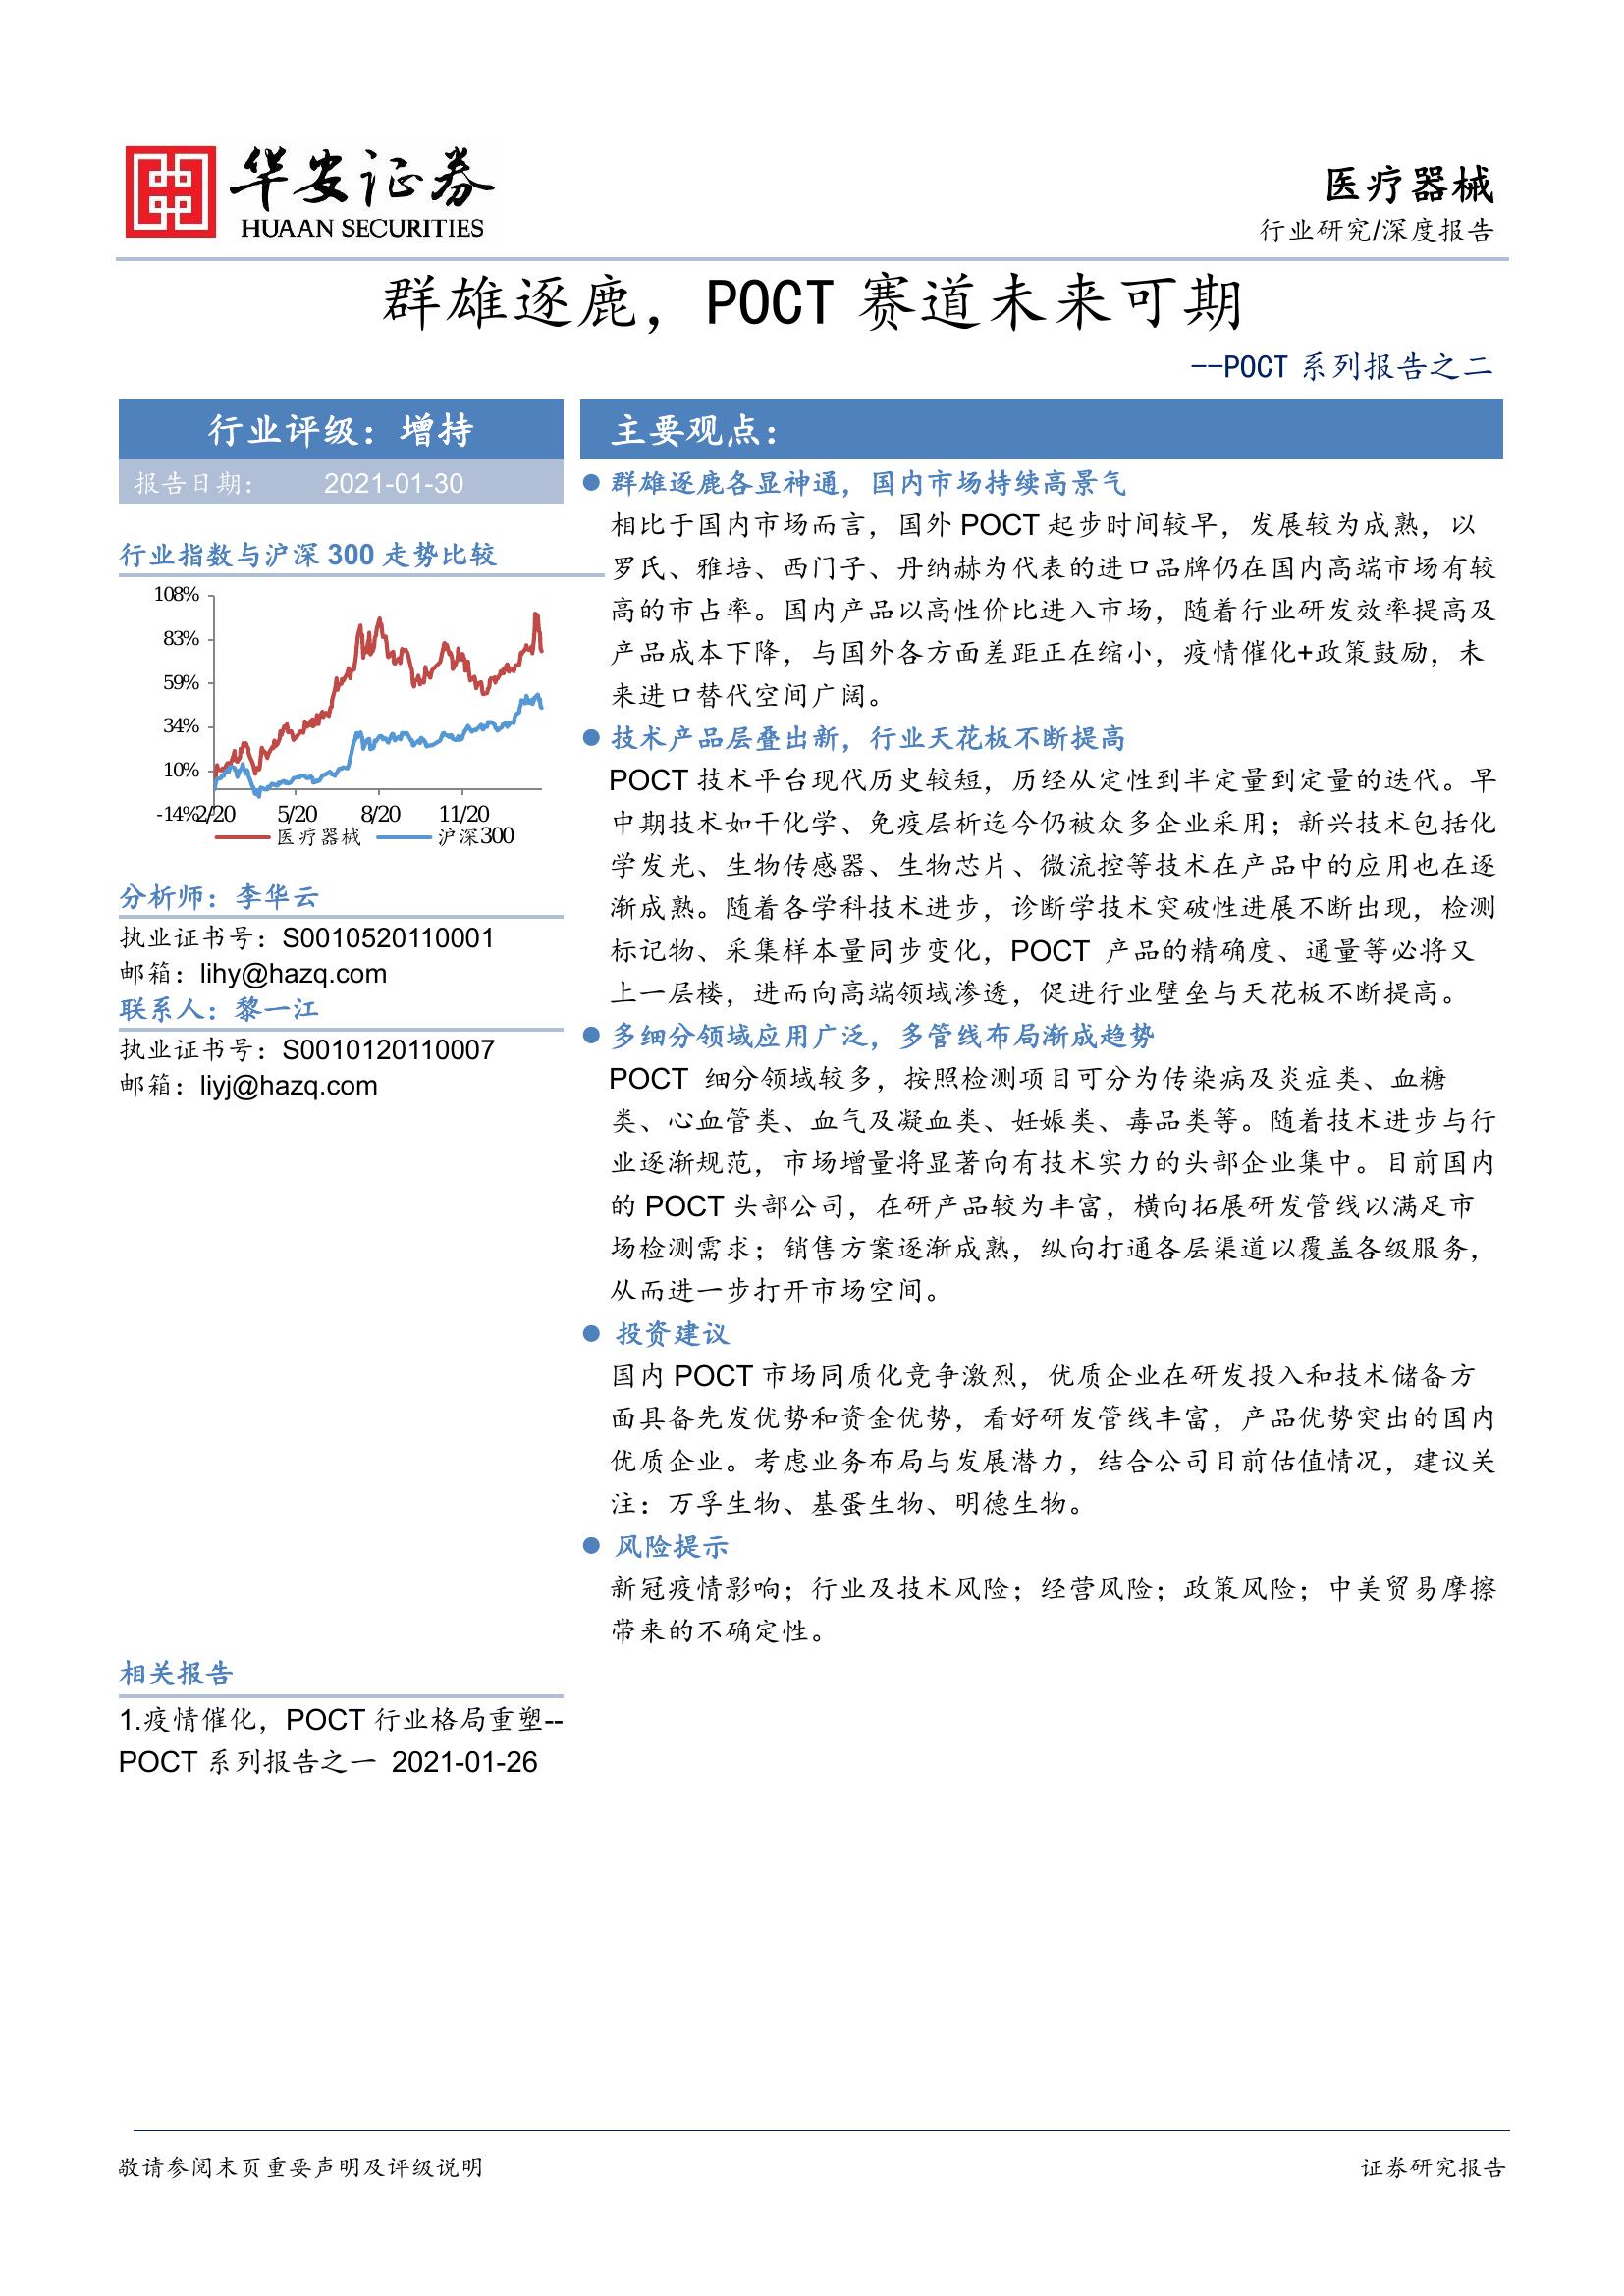 华安证券
HUAAN SECURITIES
医疗器械
行业研究/深度报告
群雄逐鹿，POCT 赛道未来可期
--POCT 系列报告之二
行业评级：增持
报告日期： 2021-01-30
行业指数与沪深 300 走势比较
108%
83%
59%
34%
10%
-14%
2/20 5/20 8/20 11/20
医疗器械 沪深300
分析师：李华云
执业证书号：S0010520110001
邮箱：lihy@hazq.com
联系人：黎一江
执业证书号：S0010120110007
邮箱：liyj@hazq.com
相关报告
1.疫情催化，POCT 行业格局重塑--
POCT 系列报告之一 2021-01-26
主要观点：
群雄逐鹿各显神通，国内市场持续高景气
相比于国内市场而言，国外 POCT 起步时间较早，发展较为成熟，以
罗氏、雅培、西门子、丹纳赫为代表的进口品牌仍在国内高端市场有较
高的市占率。国内产品以高性价比进入市场，随着行业研发效率提高及
产品成本下降，与国外各方面差距正在缩小，疫情催化+政策鼓励，未
来进口替代空间广阔。
技术产品层叠出新，行业天花板不断提高
POCT 技术平台现代历史较短，历经从定性到半定量到定量的迭代。早
中期技术如干化学、免疫层析迄今仍被众多企业采用；新兴技术包括化
学发光、生物传感器、生物芯片、微流控等技术在产品中的应用也在逐
渐成熟。随着各学科技术进步，诊断学技术突破性进展不断出现，检测
标记物、采集样本量同步变化，POCT 产品的精确度、通量等必将又
上一层楼，进而向高端领域渗透，促进行业壁垒与天花板不断提高。
多细分领域应用广泛，多管线布局渐成趋势
POCT 细分领域较多，按照检测项目可分为传染病及炎症类、血糖
类、心血管类、血气及凝血类、妊娠类、毒品类等。随着技术进步与行
业逐渐规范，市场增量将显著向有技术实力的头部企业集中。目前国内
的 POCT 头部公司，在研产品较为丰富，横向拓展研发管线以满足市
场检测需求；销售方案逐渐成熟，纵向打通各层渠道以覆盖各级服务，
从而进一步打开市场空间。
投资建议
国内 POCT 市场同质化竞争激烈，优质企业在研发投入和技术储备方
面具备先发优势和资金优势，看好研发管线丰富，产品优势突出的国内
优质企业。考虑业务布局与发展潜力，结合公司目前估值情况，建议关
注：万孚生物、基蛋生物、明德生物。
风险提示
新冠疫情影响；行业及技术风险；经营风险；政策风险；中美贸易摩擦
带来的不确定性。
敬请参阅末页重要声明及评级说明
证券研究报告